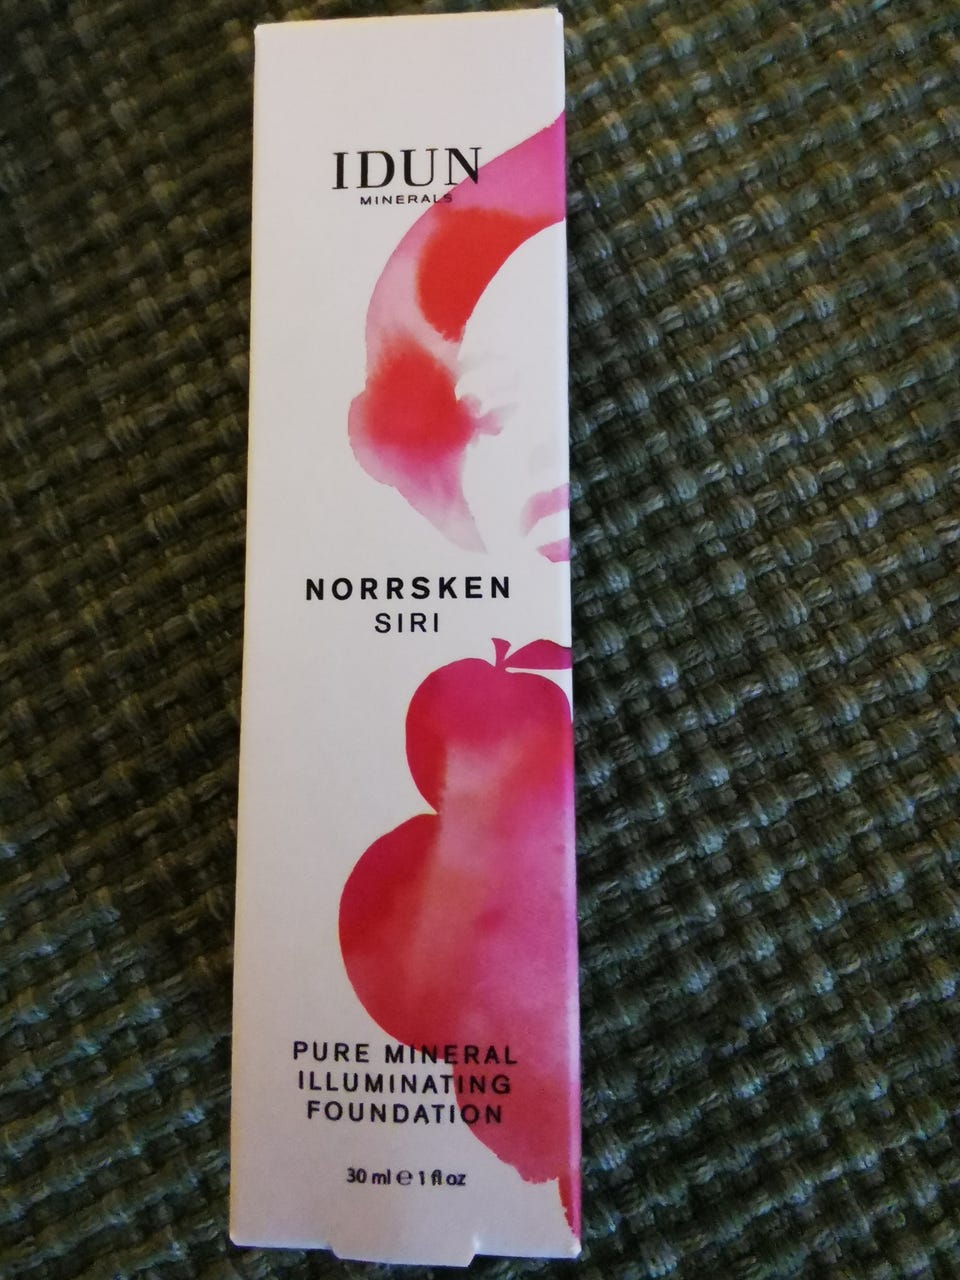 IDUN
MINERALS
NORRSKEN
SIRI
PURE MINERAL
ILLUMINATING
FOUNDATION
30 ml ℮ 1 fl oz